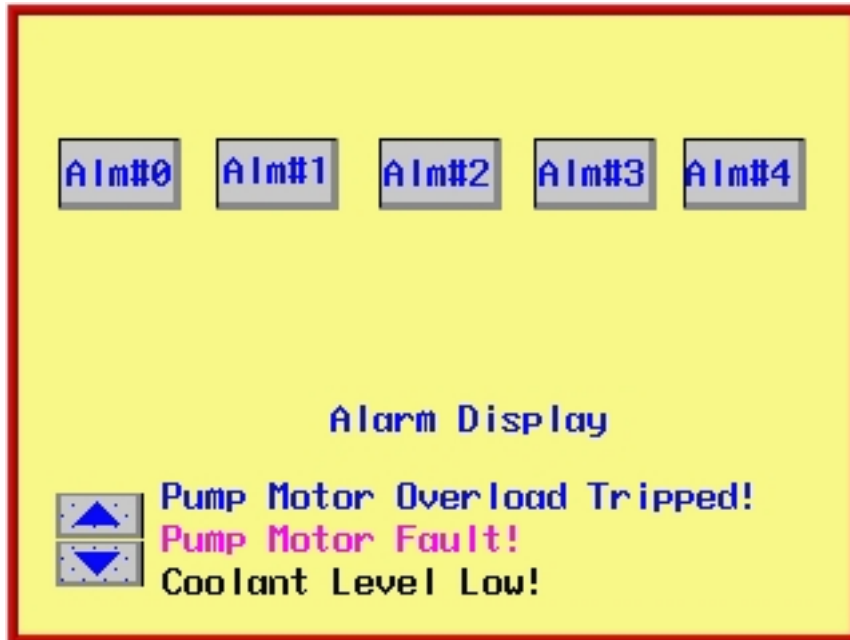 Alm#0 Alm#1 Alm#2 Alm#3 Alm#4
Alarm Display
Pump Motor Overload Tripped!
Pump Motor Fault!
Coolant Level Low!